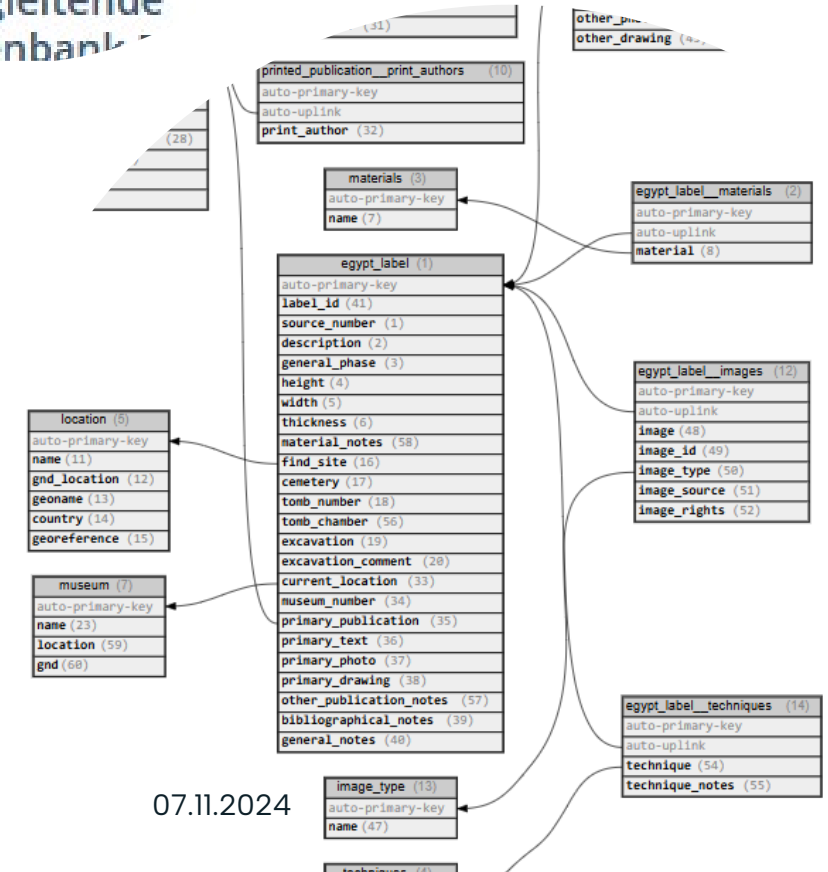 (31)
other_drawing
printed_publication__print_authors (10)
auto-primary-key
auto-uplink
print_author (32)
(28)
materials (3)
auto-primary-key
name (7)
egypt_label__materials (2)
auto-primary-key
auto-uplink
material (8)
egypt_label (1)
auto-primary-key
label_id (41)
source_number (1)
description (2)
general_phase (3)
height (4)
width (5)
thickness (6)
material_notes (58)
find_site (16)
cemetery (17)
tomb_number (18)
tomb_chamber (56)
excavation (19)
excavation_comment (20)
current_location (33)
museum_number (34)
primary_publication (35)
primary_text (36)
primary_photo (37)
primary_drawing (38)
other_publication_notes (57)
bibliographical_notes (39)
general_notes (40)
egypt_label__images (12)
auto-primary-key
auto-uplink
image (48)
image_id (49)
image_type (50)
image_source (51)
image_rights (52)
location (5)
auto-primary-key
name (11)
gnd_location (12)
geoname (13)
country (14)
georeference (15)
museum (7)
auto-primary-key
name (23)
location (59)
gnd (60)
egypt_label__techniques (14)
auto-primary-key
auto-uplink
technique (54)
technique_notes (55)
07.11.2024
image_type (13)
auto-primary-key
name (47)